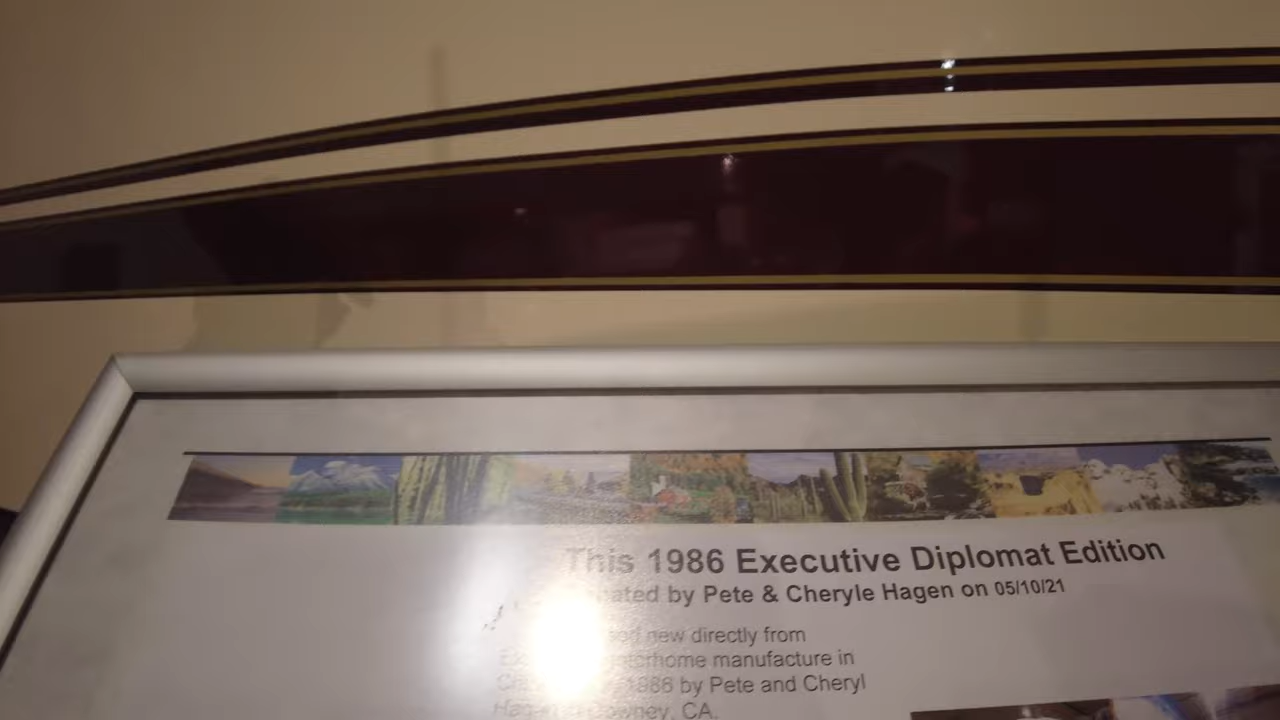 This 1986 Executive Diplomat Edition
by Pete & Cheryle Hagen on 05/10/21
new directly from
manufacture in
1986 by Pete and Cheryl
Downey, CA.